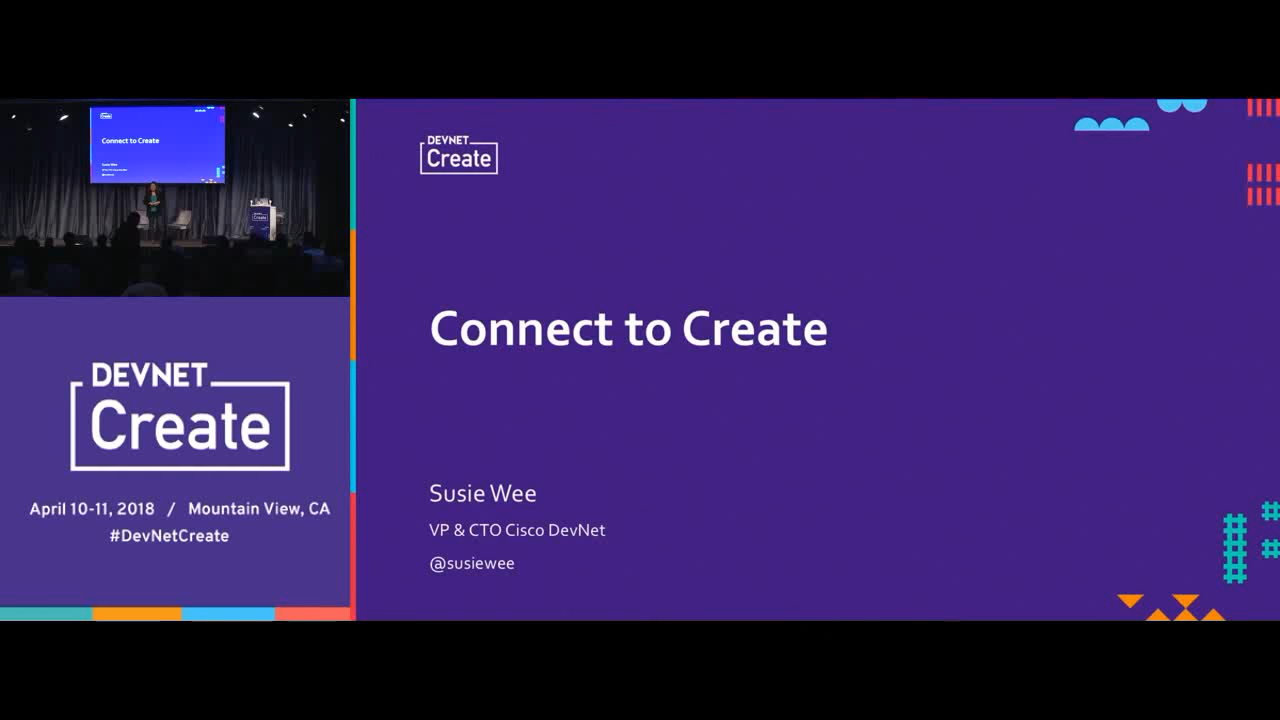 Connect to Create
DEVNET
Create
April 10-11, 2018 / Mountain View, CA
#DevNetCreate
DEVNET
Create
Connect to Create
Susie Wee
VP & CTO Cisco DevNet
@susiewee